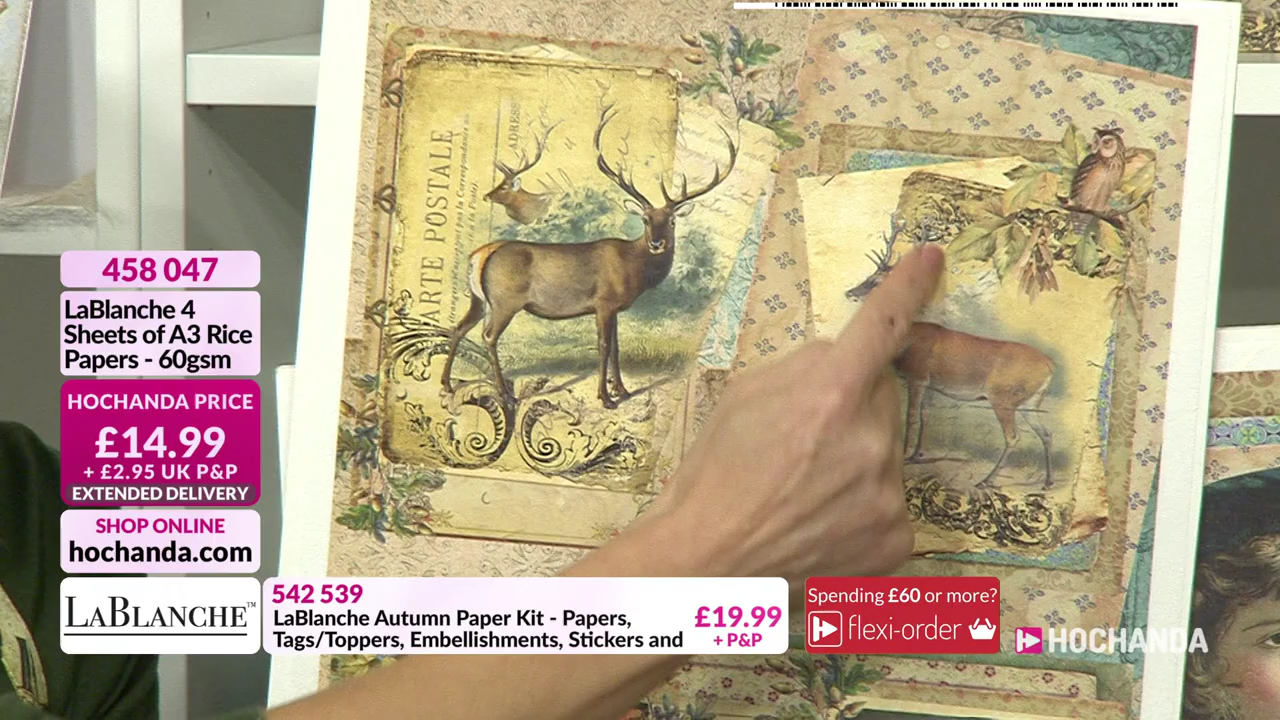 458 047
LaBlanche 4
Sheets of A3 Rice
Papers - 60gsm
HOCHANDA PRICE
£14.99
+ £2.95 UK P&P
EXTENDED DELIVERY
SHOP ONLINE
hochanda.com
LABLANCHE™
542 539
LaBlanche Autumn Paper Kit - Papers,
Tags/Toppers, Embellishments, Stickers and
£19.99
+ P&P
Spending £60 or more?
flexi-order
HOCHANDA
ARTE POSTALE